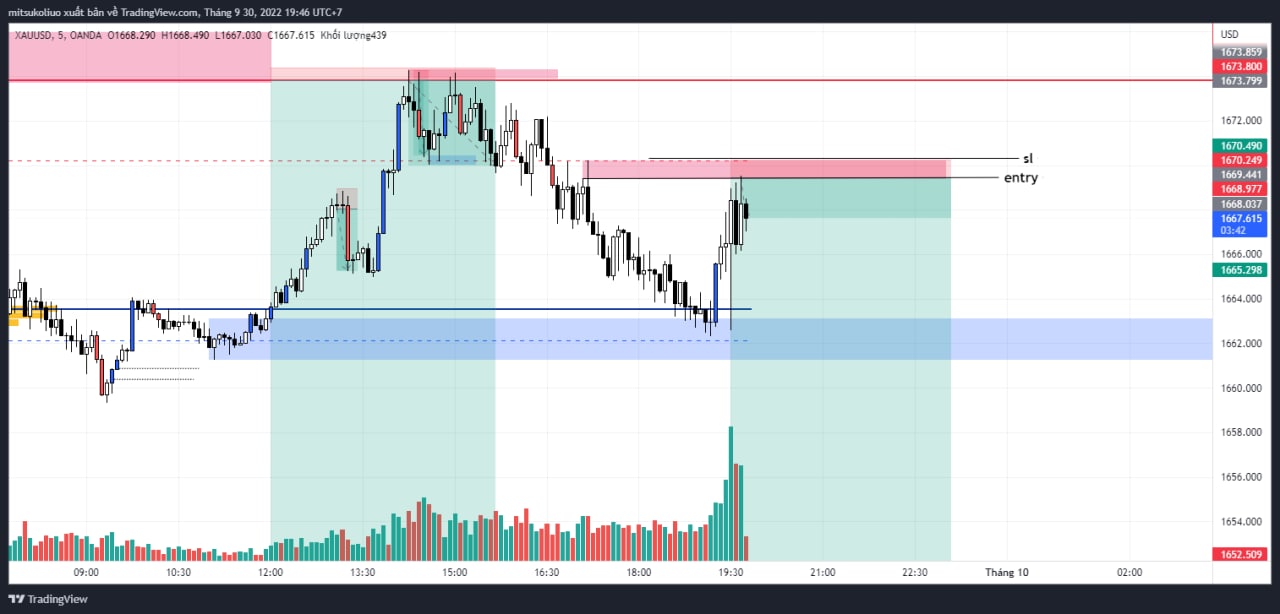 mitsukoliuo xuất bản về TradingView.com, Tháng 9 30, 2022 19:46 UTC+7
XAUUSD, 5, OANDA O1668.290 H1668.490 L1667.030 C1667.615 Khối lượng439
USD
1673.859
1673.800
1673.799
1672.000
1670.490
1670.249
1669.441
1668.977
1668.037
1667.615
03:42
1666.000
1665.298
1664.000
1662.000
1660.000
1658.000
1656.000
1654.000
1652.509
sl
entry
09:00 10:30 12:00 13:30 15:00 16:30 18:00 19:30 21:00 22:30 Tháng 10 02:00
TradingView